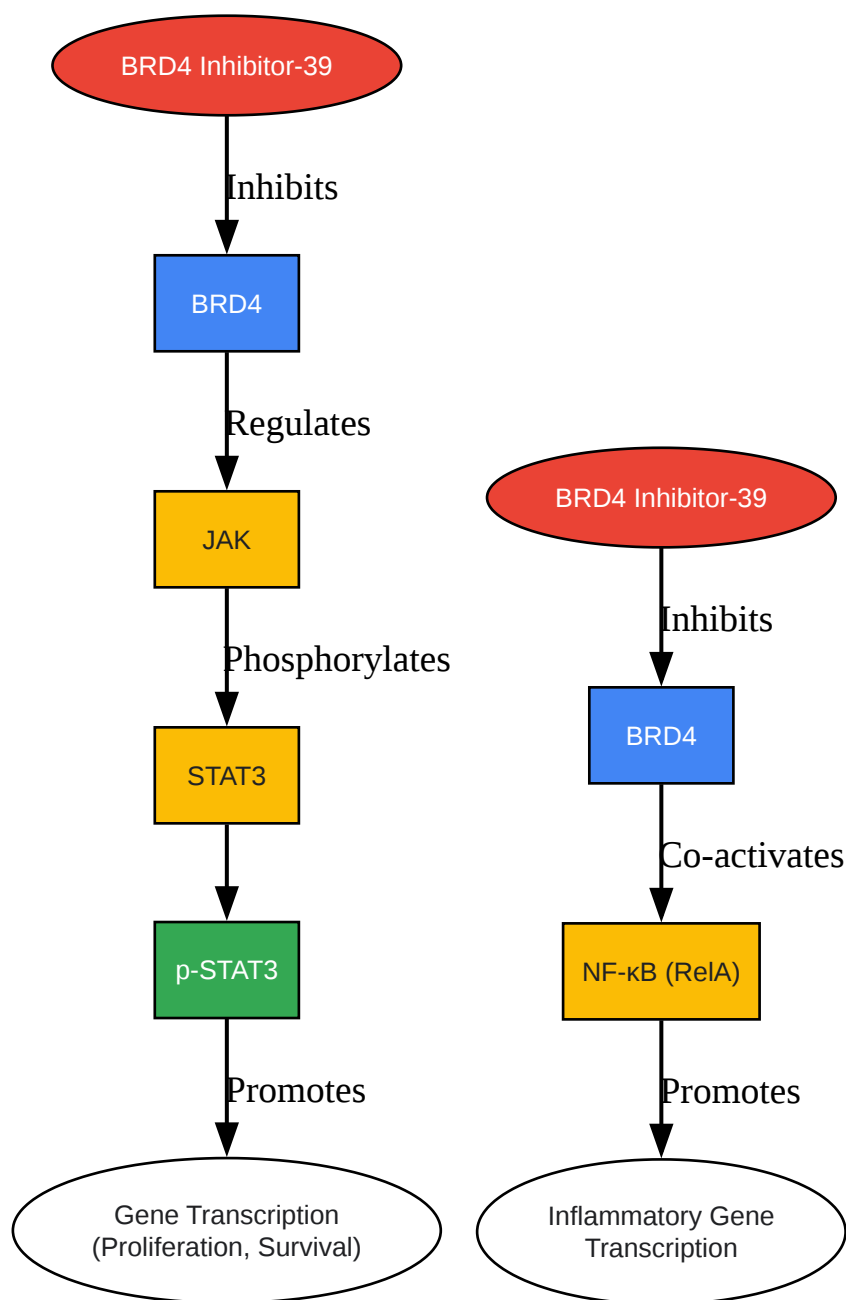 BRD4 Inhibitor-39
Inhibits
BRD4
Regulates
JAK
Phosphorylates
STAT3
p-STAT3
Promotes
Gene Transcription
(Proliferation, Survival)
BRD4 Inhibitor-39
Inhibits
BRD4
Co-activates
NF-κB (RelA)
Promotes
Inflammatory Gene
Transcription